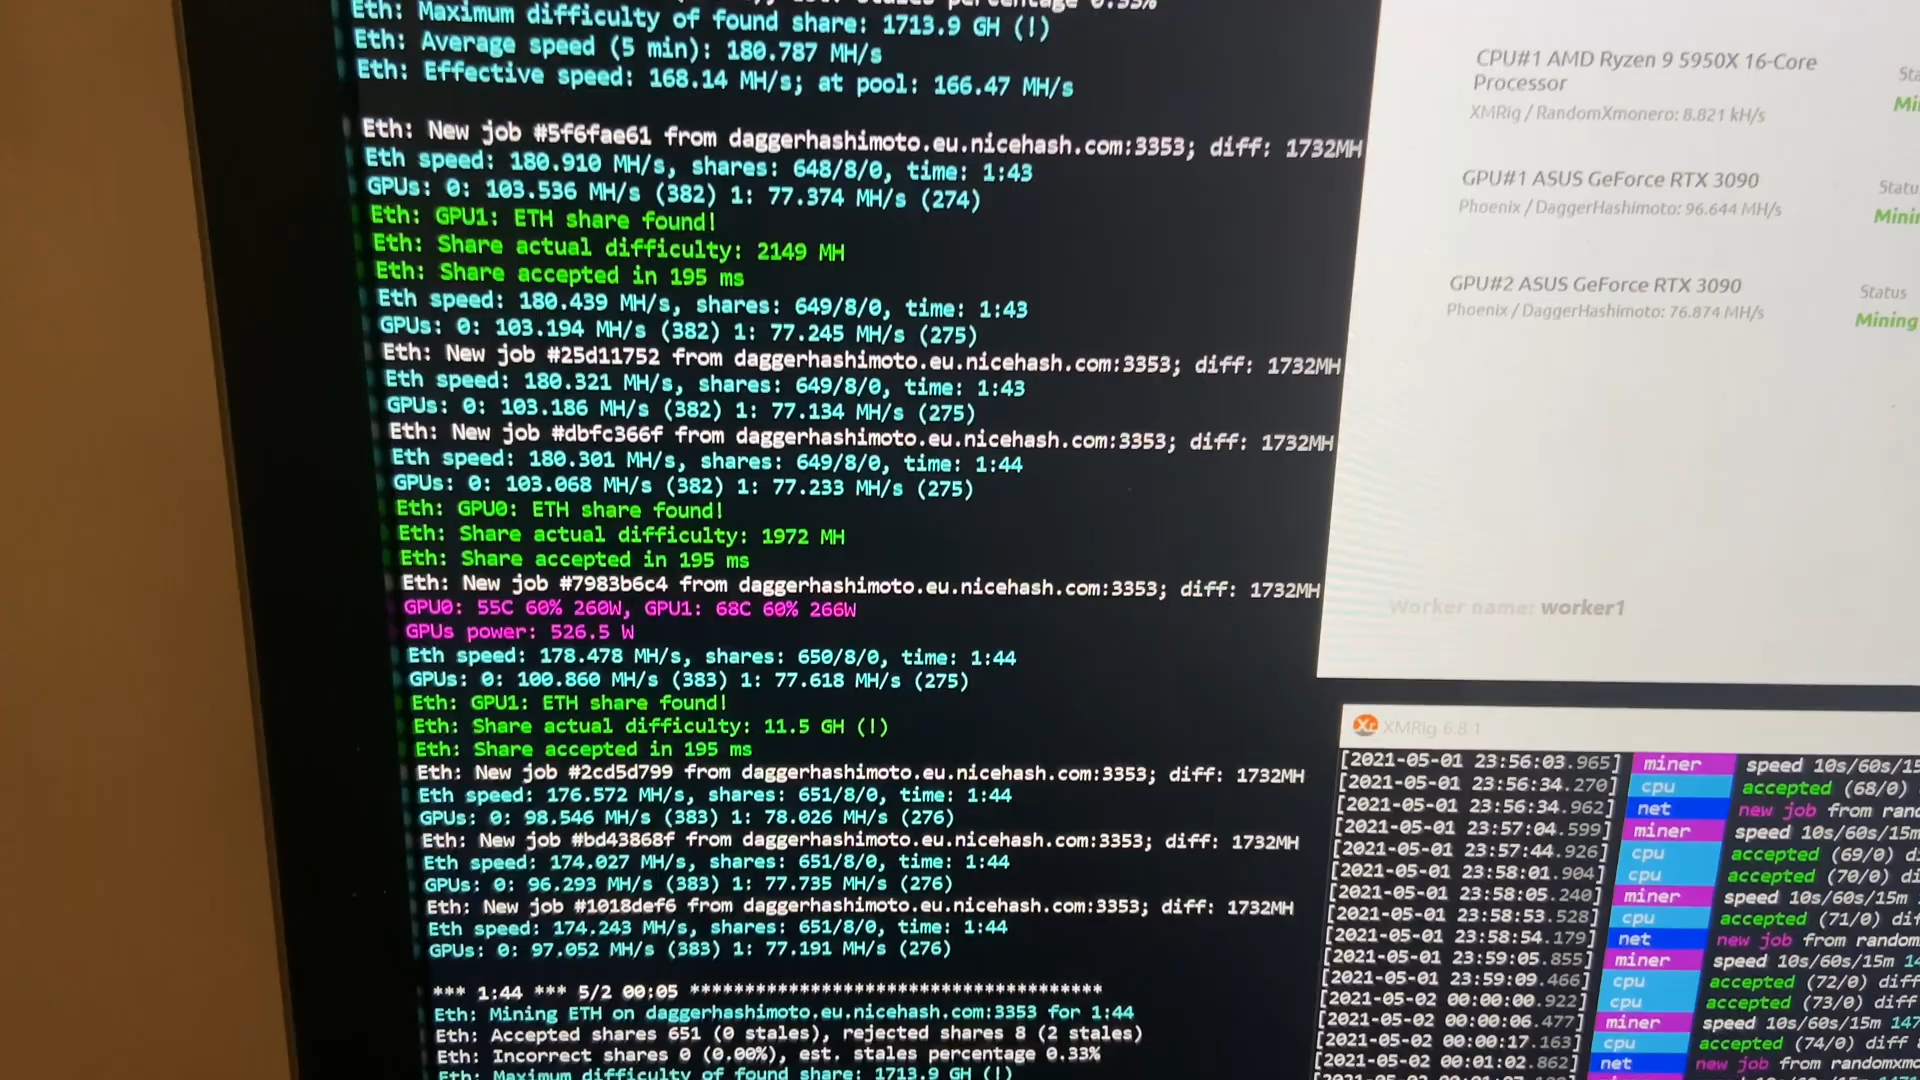 Eth: Maximum difficulty of found share: 1713.9 GH (!)
Eth: Average speed (5 min): 180.787 MH/s
Eth: Effective speed: 168.14 MH/s; at pool: 166.47 MH/s
Eth: New job #5f6fae61 from daggerhashimoto.eu.nicehash.com:3353; diff: 1732MH
Eth speed: 180.910 MH/s, shares: 648/8/0, time: 1:43
GPUs: 0: 103.536 MH/s (382) 1: 77.374 MH/s (274)
Eth: GPU1: ETH share found!
Eth: Share actual difficulty: 2149 MH
Eth: Share accepted in 195 ms
Eth speed: 180.439 MH/s, shares: 649/8/0, time: 1:43
GPUs: 0: 103.194 MH/s (382) 1: 77.245 MH/s (275)
Eth: New job #25d11752 from daggerhashimoto.eu.nicehash.com:3353; diff: 1732MH
Eth speed: 180.321 MH/s, shares: 649/8/0, time: 1:43
GPUs: 0: 103.186 MH/s (382) 1: 77.134 MH/s (275)
Eth: New job #dbfc366f from daggerhashimoto.eu.nicehash.com:3353; diff: 1732MH
Eth speed: 180.301 MH/s, shares: 649/8/0, time: 1:44
GPUs: 0: 103.068 MH/s (382) 1: 77.233 MH/s (275)
Eth: GPU0: ETH share found!
Eth: Share actual difficulty: 1972 MH
Eth: Share accepted in 195 ms
Eth: New job #7983b6c4 from daggerhashimoto.eu.nicehash.com:3353; diff: 1732MH
GPU0: 55C 60% 260W, GPU1: 68C 60% 266W
GPUs power: 526.5 W
Eth speed: 178.478 MH/s, shares: 650/8/0, time: 1:44
GPUs: 0: 100.860 MH/s (383) 1: 77.618 MH/s (275)
Eth: GPU1: ETH share found!
Eth: Share actual difficulty: 11.5 GH (!)
Eth: Share accepted in 195 ms
Eth: New job #2cd5d799 from daggerhashimoto.eu.nicehash.com:3353; diff: 1732MH
Eth speed: 176.572 MH/s, shares: 651/8/0, time: 1:44
GPUs: 0: 98.546 MH/s (383) 1: 78.026 MH/s (276)
Eth: New job #bd43868f from daggerhashimoto.eu.nicehash.com:3353; diff: 1732MH
Eth speed: 174.027 MH/s, shares: 651/8/0, time: 1:44
GPUs: 0: 96.293 MH/s (383) 1: 77.735 MH/s (276)
Eth: New job #1018def6 from daggerhashimoto.eu.nicehash.com:3353; diff: 1732MH
Eth speed: 174.243 MH/s, shares: 651/8/0, time: 1:44
GPUs: 0: 97.052 MH/s (383) 1: 77.191 MH/s (276)
*** 1:44 *** 5/2 00:05 **************************************
Eth: Mining ETH on daggerhashimoto.eu.nicehash.com:3353 for 1:44
Eth: Accepted shares 651 (0 stales), rejected shares 8 (2 stales)
Eth: Incorrect shares 0 (0.00%), est. stales percentage 0.33%
Eth: Maximum difficulty of found share: 1713.9 GH (!)
CPU#1 AMD Ryzen 9 5950X 16-Core
Processor
XMRig / RandomXmonero: 8.821 kH/s
GPU#1 ASUS GeForce RTX 3090
Phoenix / DaggerHashimoto: 96.644 MH/s
GPU#2 ASUS GeForce RTX 3090
Status
Phoenix / DaggerHashimoto: 76.874 MH/s
Mining
Worker name: worker1
XMRig 6.8.1
[2021-05-01 23:56:03.965] miner speed 10s/60s/15
[2021-05-01 23:56:34.270] cpu accepted (68/0)
[2021-05-01 23:56:34.962] net new job from
[2021-05-01 23:57:04.599] miner speed 10s/60s/15m
[2021-05-01 23:57:44.926] cpu accepted (69/0)
[2021-05-01 23:58:01.904] cpu accepted (70/0)
[2021-05-01 23:58:05.240] miner speed 10s/60s/15m
[2021-05-01 23:58:53.528] cpu accepted (71/0)
[2021-05-01 23:58:54.179] net new job from
[2021-05-01 23:59:05.855] miner speed 10s/60s/15m
[2021-05-01 23:59:09.466] cpu accepted (72/0) diff
[2021-05-02 00:00:00.922] cpu accepted (73/0) diff
[2021-05-02 00:00:06.477] miner speed 10s/60s/15m 147
[2021-05-02 00:00:17.163] cpu accepted (74/0) diff
[2021-05-02 00:01:02.862] net new job from randomxmo